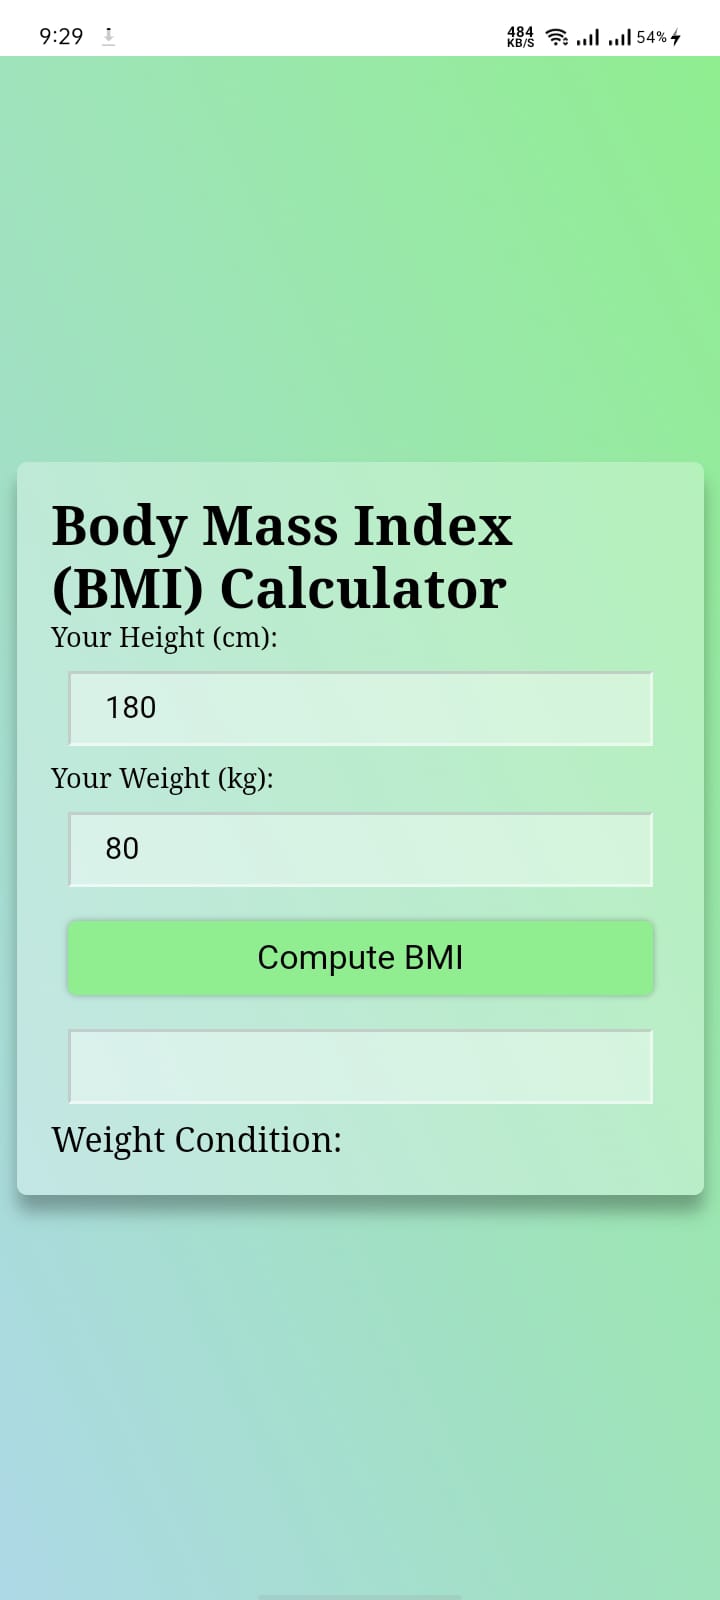 9:29
484
KB/S
54%
Body Mass Index
(BMI) Calculator
Your Height (cm):
180
Your Weight (kg):
80
Compute BMI
Weight Condition: